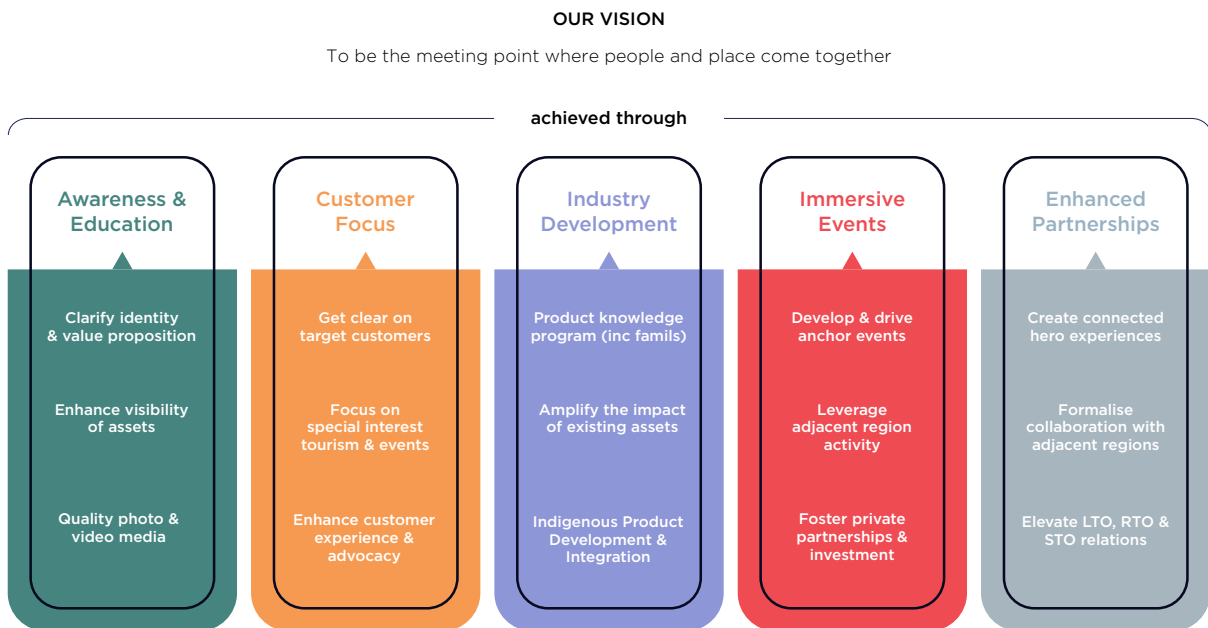 OUR VISION
To be the meeting point where people and place come together
achieved through
Awareness &
Education
Clarify identity
& value proposition
Enhance visibility
of assets
Quality photo &
video media
Customer
Focus
Get clear on
target customers
Focus on
special interest
tourism & events
Enhance customer
experience &
advocacy
Industry
Development
Product knowledge
program (inc famils)
Amplify the impact
of existing assets
Indigenous Product
Development &
Integration
Immersive
Events
Develop & drive
anchor events
Leverage
adjacent region
activity
Foster private
partnerships &
investment
Enhanced
Partnerships
Create connected
hero experiences
Formalise
collaboration with
adjacent regions
Elevate LTO, RTO &
STO relations